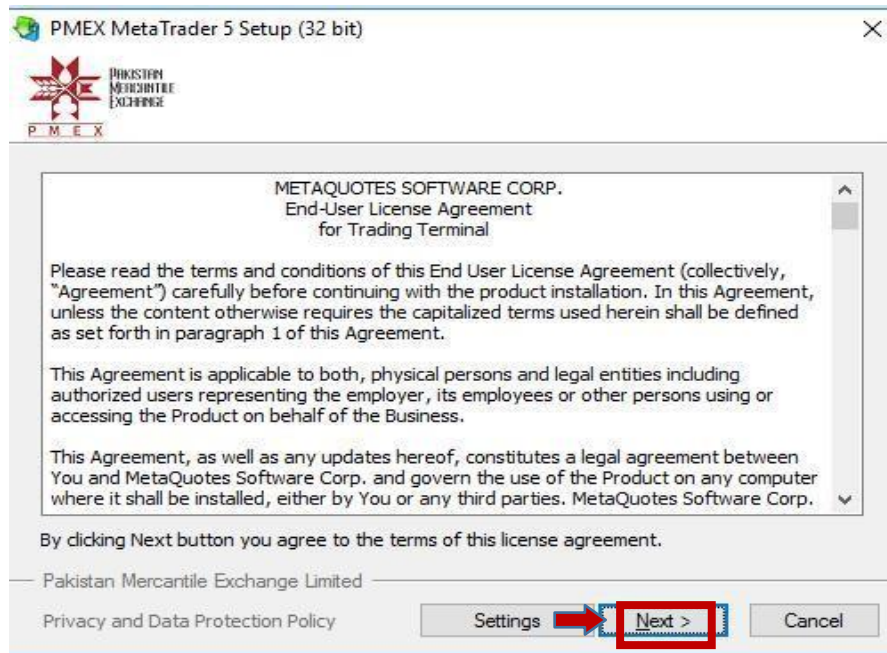 PMEX MetaTrader 5 Setup (32 bit)
PAKISTAN
MERCANTILE
EXCHANGE
PMEX
METAQUOTES SOFTWARE CORP.
End-User License Agreement
for Trading Terminal
Please read the terms and conditions of this End User License Agreement (collectively,
“Agreement”) carefully before continuing with the product installation. In this Agreement,
unless the content otherwise requires the capitalized terms used herein shall be defined
as set forth in paragraph 1 of this Agreement.
This Agreement is applicable to both, physical persons and legal entities including
authorized users representing the employer, its employees or other persons using or
accessing the Product on behalf of the Business.
This Agreement, as well as any updates hereof, constitutes a legal agreement between
You and MetaQuotes Software Corp. and govern the use of the Product on any computer
where it shall be installed, either by You or any third parties. MetaQuotes Software Corp.
By clicking Next button you agree to the terms of this license agreement.
Pakistan Mercantile Exchange Limited
Privacy and Data Protection Policy
Settings
Next >
Cancel